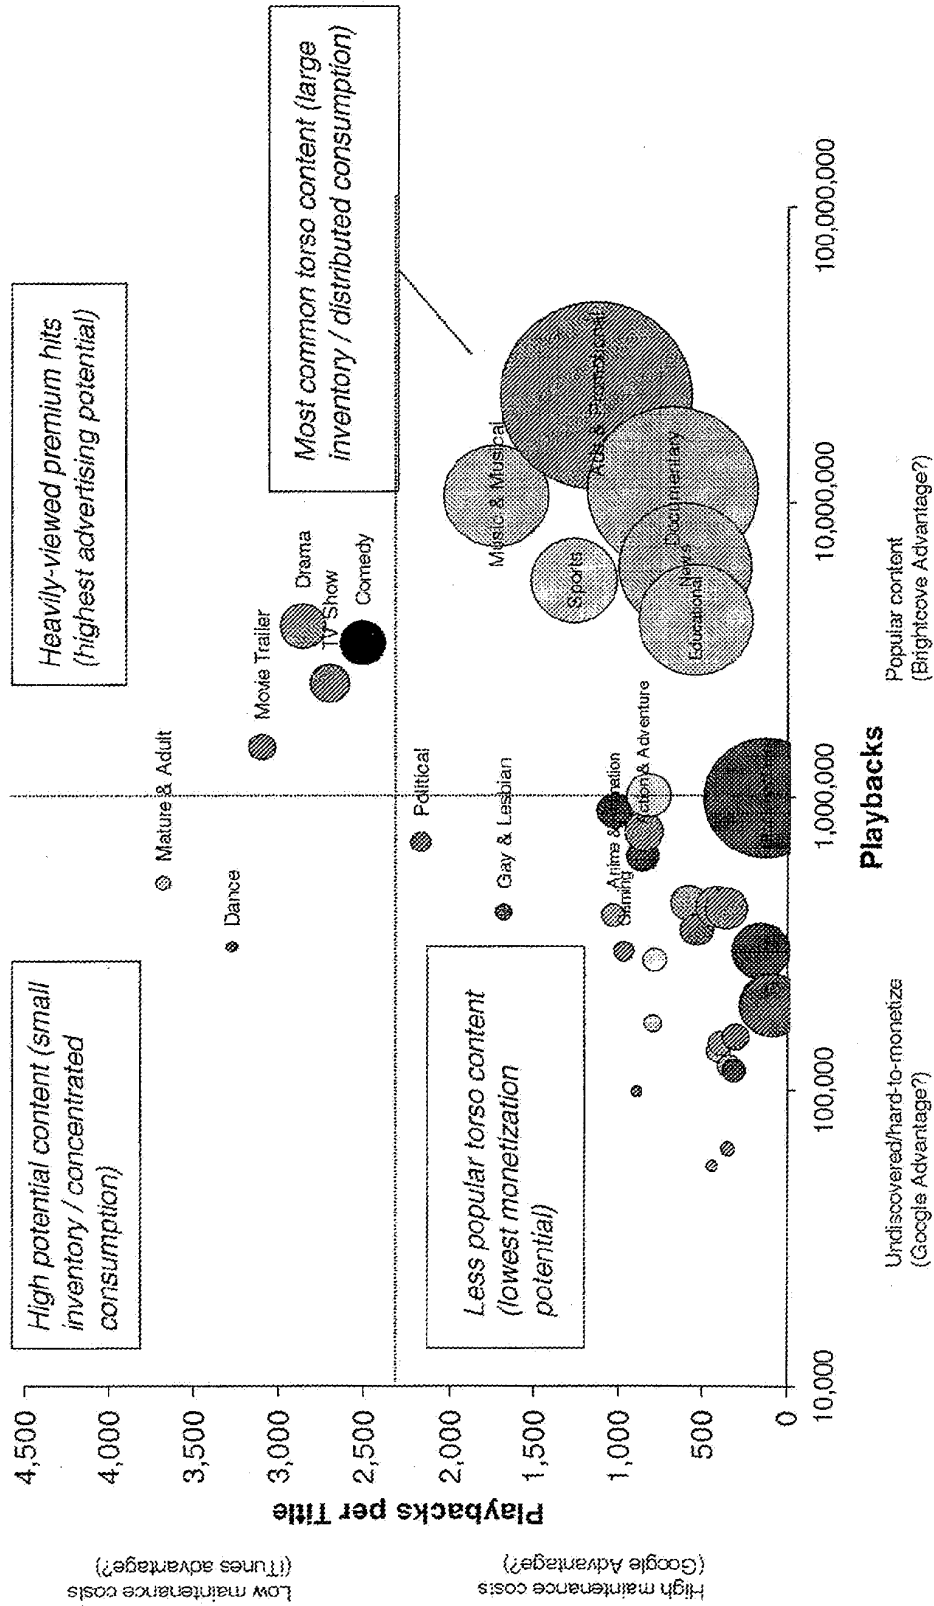 High potential content (small
inventory / concentrated
consumption)
Heavily-viewed premium hits
(highest advertising potential)
Most common torso content (large
inventory / distributed consumption)
Less popular torso content
(lowest monetization
potential)
Low maintenance costs
(iTunes advantage?)
High maintenance costs
(Google Advantage?)
Playbacks per Title
4,500
4,000
3,500
3,000
2,500
2,000
1,500
1,000
500
0
Mature & Adult
Dance
Movie Trailer
Drama
TV Show
Comedy
Political
Gay & Lesbian
Music & Musical
Sports
Ads & Promotional
Documentary
News
Educational
Anime &
Gaming
& Adventure
10,000
100,000
1,000,000
10,000,000
100,000,000
Playbacks
Undiscovered/hard-to-monetize
(Google Advantage?)
Popular content
(Brightcove Advantage?)